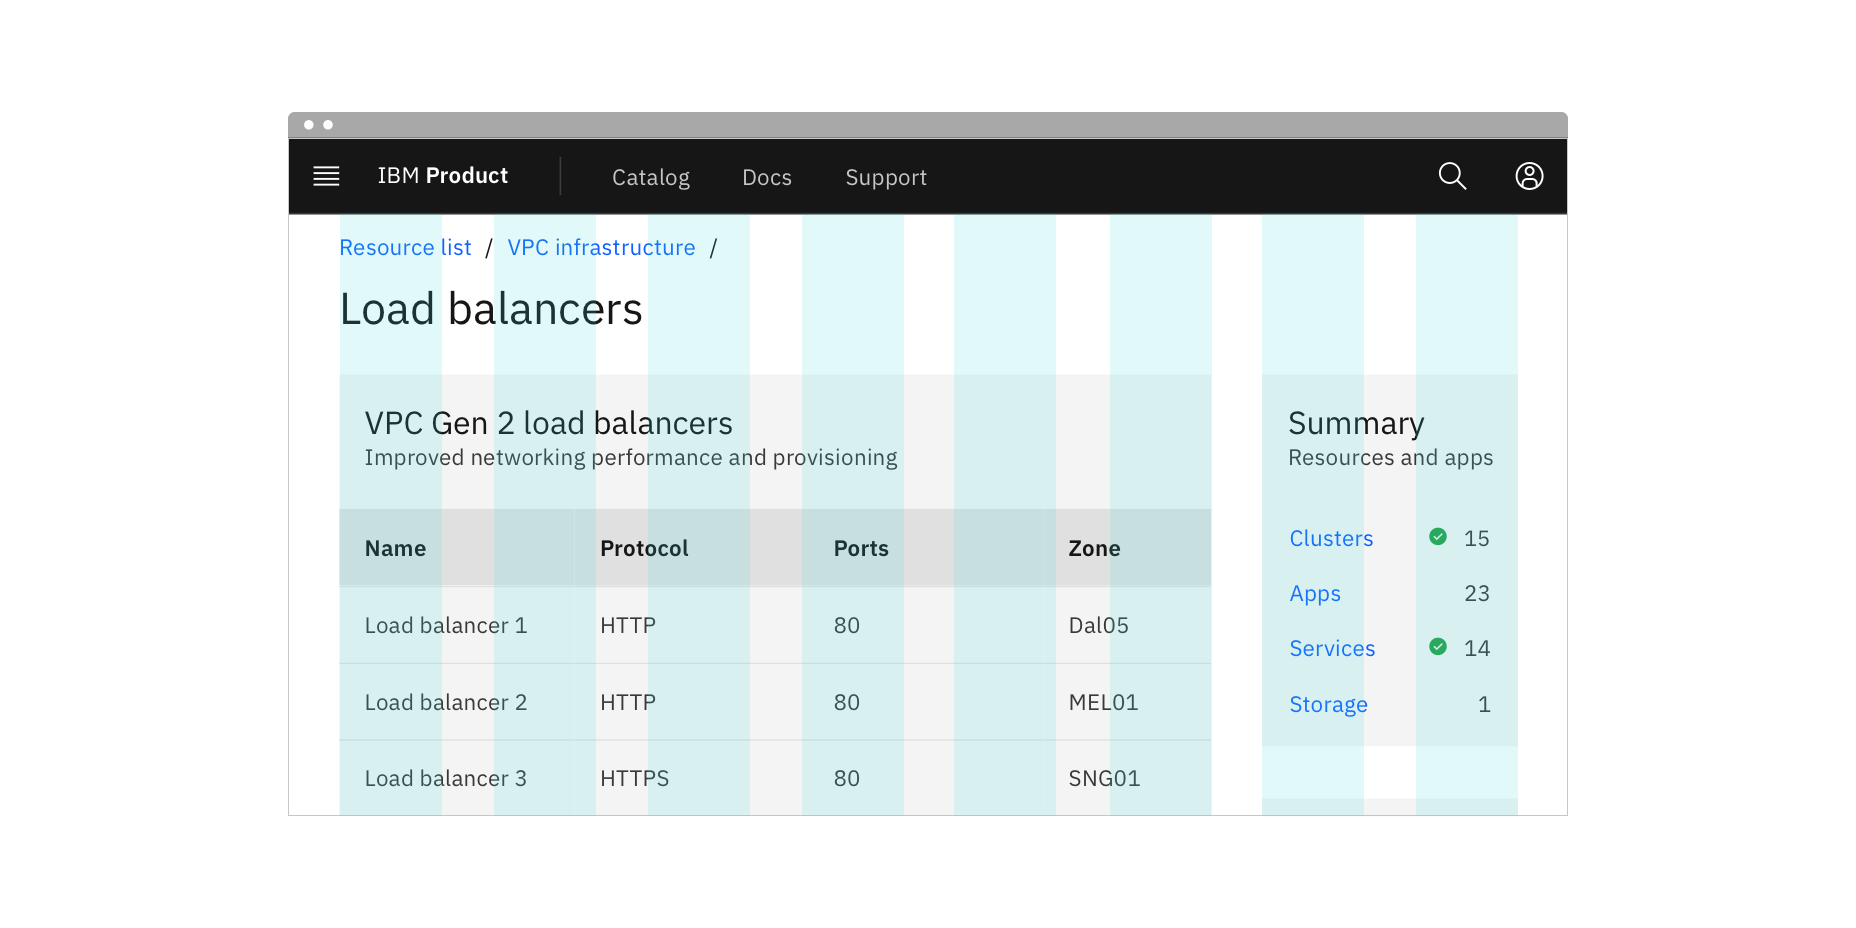 IBM Product Catalog Docs Support
Resource list / VPC infrastructure /
Load balancers
VPC Gen 2 load balancers
Improved networking performance and provisioning
Name Protocol Ports Zone
Load balancer 1 HTTP 80 Dal05
Load balancer 2 HTTP 80 MEL01
Load balancer 3 HTTPS 80 SNG01
Summary
Resources and apps
Clusters 15
Apps 23
Services 14
Storage 1